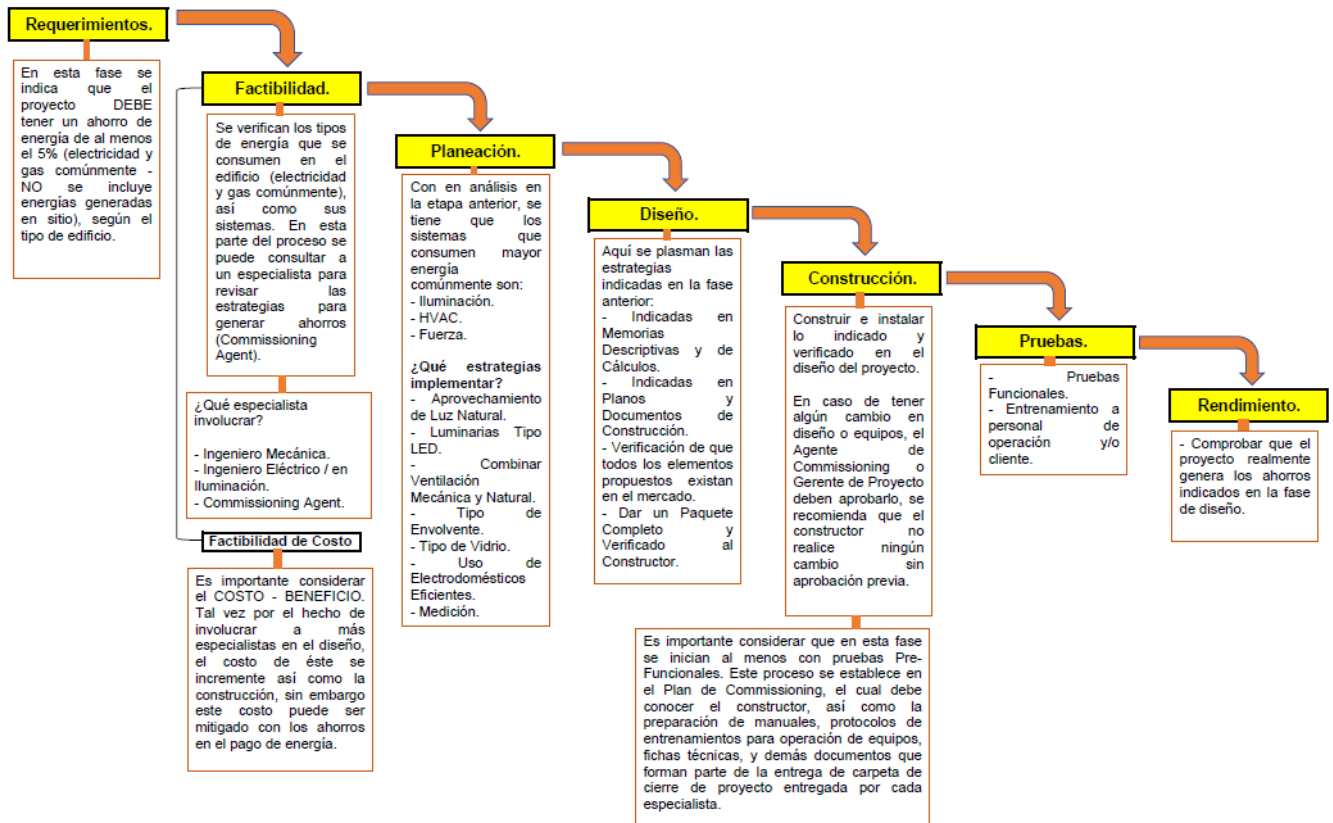 Requerimientos.
En esta fase se
indica que el
proyecto DEBE
tener un ahorro de
energía de al menos
el 5% (electricidad y
gas comúnmente -
NO se incluye
energías generadas
en sitio), según el
tipo de edificio.
Factibilidad.
Se verifican los tipos
de energía que se
consumen en el
edificio (electricidad
y gas comúnmente),
así como sus
sistemas. En esta
parte del proceso se
puede consultar a
un especialista para
revisar las
estrategias para
generar ahorros
(Commissioning
Agent).
¿Qué especialista
involucrar?
- Ingeniero Mecánica.
- Ingeniero Eléctrico / en
Iluminación.
- Commissioning Agent.
Factibilidad de Costo
Es importante considerar
el COSTO - BENEFICIO.
Tal vez por el hecho de
involucrar a más
especialistas en el diseño,
el costo de éste se
incremente así como la
construcción, sin embargo
este costo puede ser
mitigado con los ahorros
en el pago de energía.
Planeación.
Con en análisis en
la etapa anterior, se
tiene que los
sistemas que
consumen mayor
energía
comúnmente son:
- Iluminación.
- HVAC.
- Fuerza.
¿Qué estrategias
implementar?
- Aprovechamiento
de Luz Natural.
- Luminarias Tipo
LED.
- Combinar
Ventilación
Mecánica y Natural.
- Tipo de
Envolvente.
- Tipo de Vidrio.
- Uso de
Electrodomésticos
Eficientes.
- Medición.
Diseño.
Aquí se plasman las
estrategias
indicadas en la fase
anterior:
- Indicadas en
Memorias
Descriptivas y de
Cálculos.
- Indicadas en
Planos y
Documentos de
Construcción.
- Verificación de que
todos los elementos
propuestos existan
en el mercado.
- Dar un Paquete
Completo y
Verificado al
Constructor.
Construcción.
Construir e instalar
lo indicado y
verificado en el
diseño del proyecto.
En caso de tener
algún cambio en
diseño o equipos, el
Agente de
Commissioning o
Gerente de Proyecto
deben aprobarlo, se
recomienda que el
constructor no
realice ningún
cambio sin
aprobación previa.
Es importante considerar que en esta fase
se inician al menos con pruebas Pre-
Funcionales. Este proceso se establece en
el Plan de Commissioning, el cual debe
conocer el constructor, así como la
preparación de manuales, protocolos de
entrenamientos para operación de equipos,
fichas técnicas, y demás documentos que
forman parte de la entrega de carpeta de
cierre de proyecto entregada por cada
especialista.
Pruebas.
- Pruebas
Funcionales.
- Entrenamiento a
personal de
operación y/o
cliente.
Rendimiento.
- Comprobar que el
proyecto realmente
genera los ahorros
indicados en la fase
de diseño.